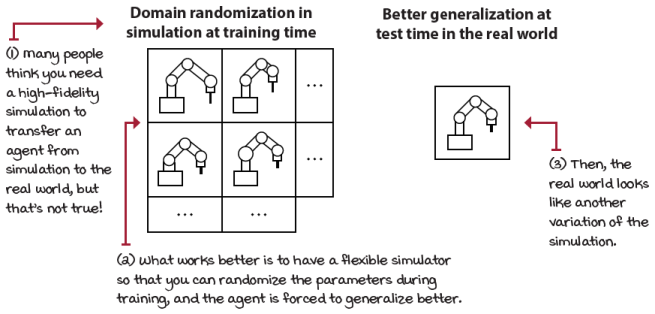 Domain randomization in
simulation at training time
Better generalization at
test time in the real world
(1) Many people
think you need
a high-fidelity
simulation to
transfer an
agent from
simulation to the
real world, but
that's not true!
...
...
... ...
(3) Then, the
real world looks
like another
variation of the
simulation.
(2) What works better is to have a flexible simulator
so that you can randomize the parameters during
training, and the agent is forced to generalize better.